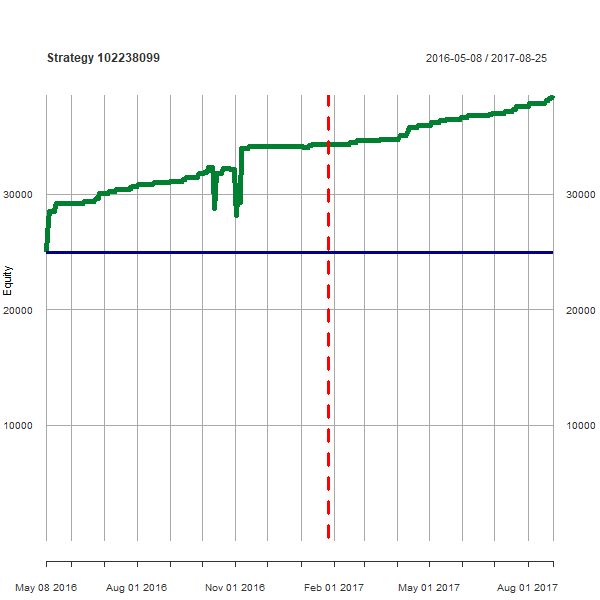 Strategy 102238099
2016-05-08 / 2017-08-25
30000
30000
Equity
20000
20000
10000
10000
May 08 2016
Aug 01 2016
Nov 01 2016
Feb 01 2017
May 01 2017
Aug 01 2017